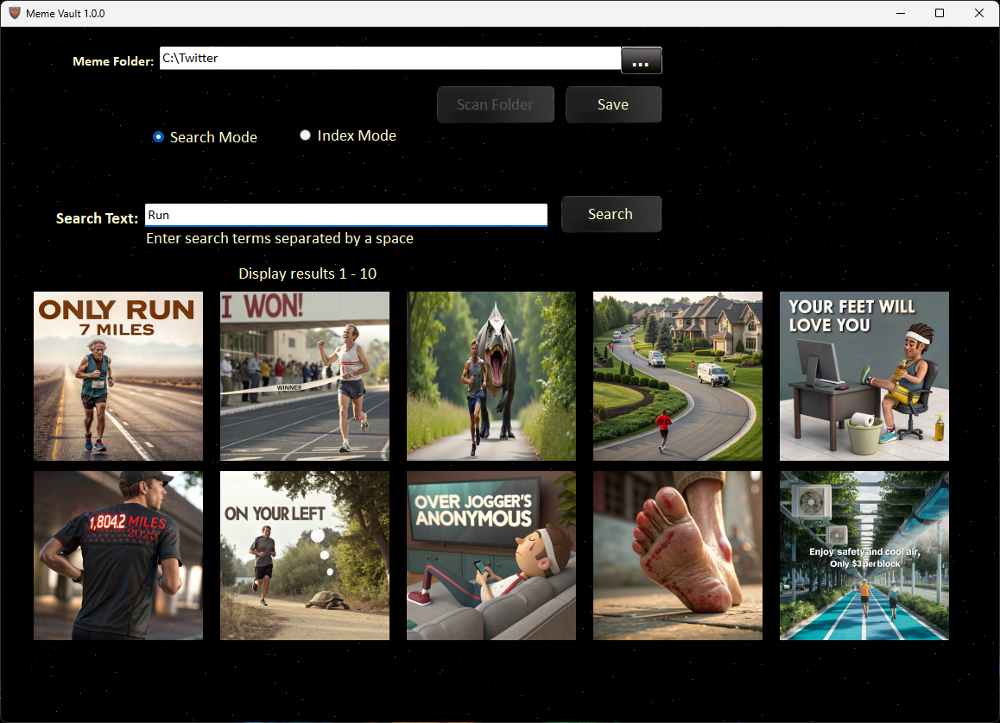 Meme Vault 1.0.0
Meme Folder: C:\Twitter ...
Scan Folder Save
Search Mode Index Mode
Search Text: Run Search
Enter search terms separated by a space
Display results 1 - 10
ONLY RUN
7 MILES
I WON!
WINNER
YOUR FEET WILL
LOVE YOU
1,804.2 MILES
2025
ON YOUR LEFT
OVER JOGGER'S
ANONYMOUS
Enjoy safety and cool air,
Only $3 per block